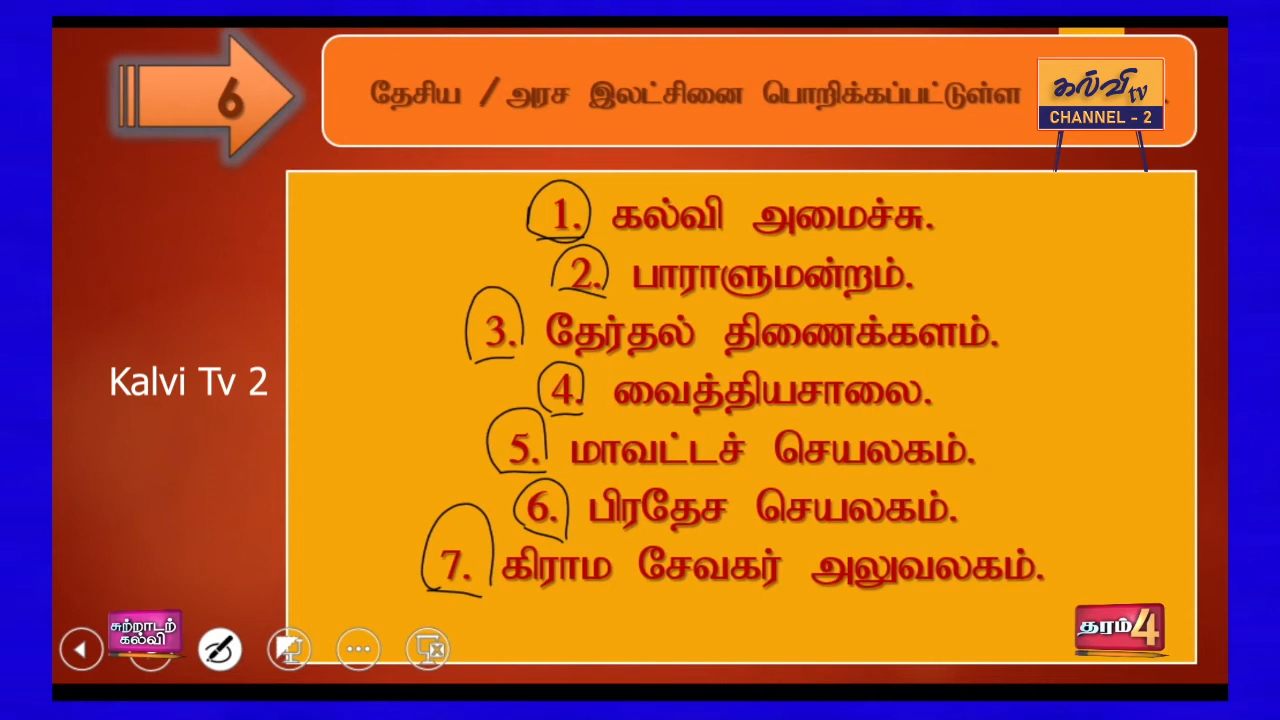 6
தேசிய / அரச இலட்சினை பொறிக்கப்பட்டுள்ள
கல்வி tv
CHANNEL - 2
1. கல்வி அமைச்சு.
2. பாராளுமன்றம்.
3. தேர்தல் திணைக்களம்.
4. வைத்தியசாலை.
5. மாவட்டச் செயலகம்.
6. பிரதேச செயலகம்.
7. கிராம சேவகர் அலுவலகம்.
Kalvi Tv 2
சுற்றாடற்
கல்வி
தரம் 4